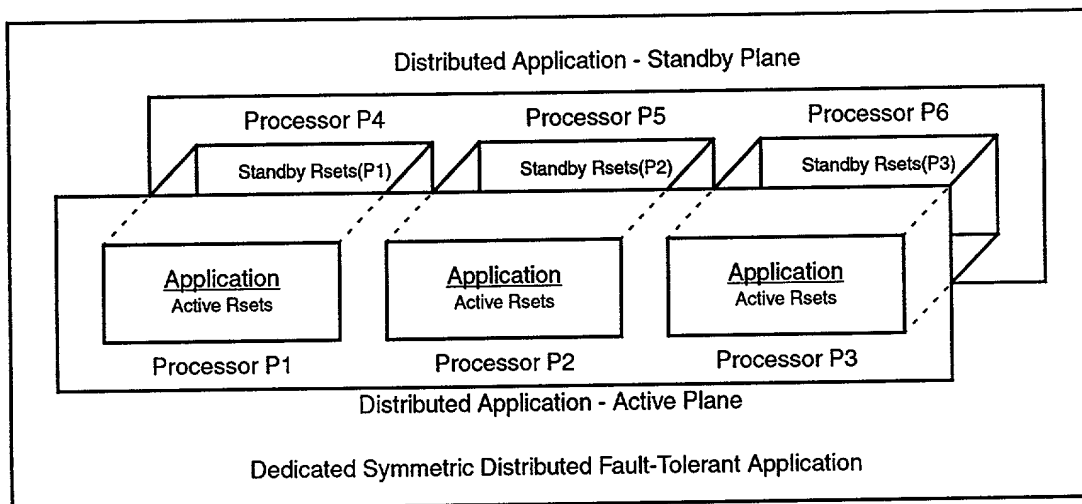 Distributed Application - Standby Plane
Processor P4
Processor P5
Processor P6
Standby Rsets(P1)
Standby Rsets(P2)
Standby Rsets(P3)
Application
Active Rsets
Application
Active Rsets
Application
Active Rsets
Processor P1
Processor P2
Processor P3
Distributed Application - Active Plane
Dedicated Symmetric Distributed Fault-Tolerant Application